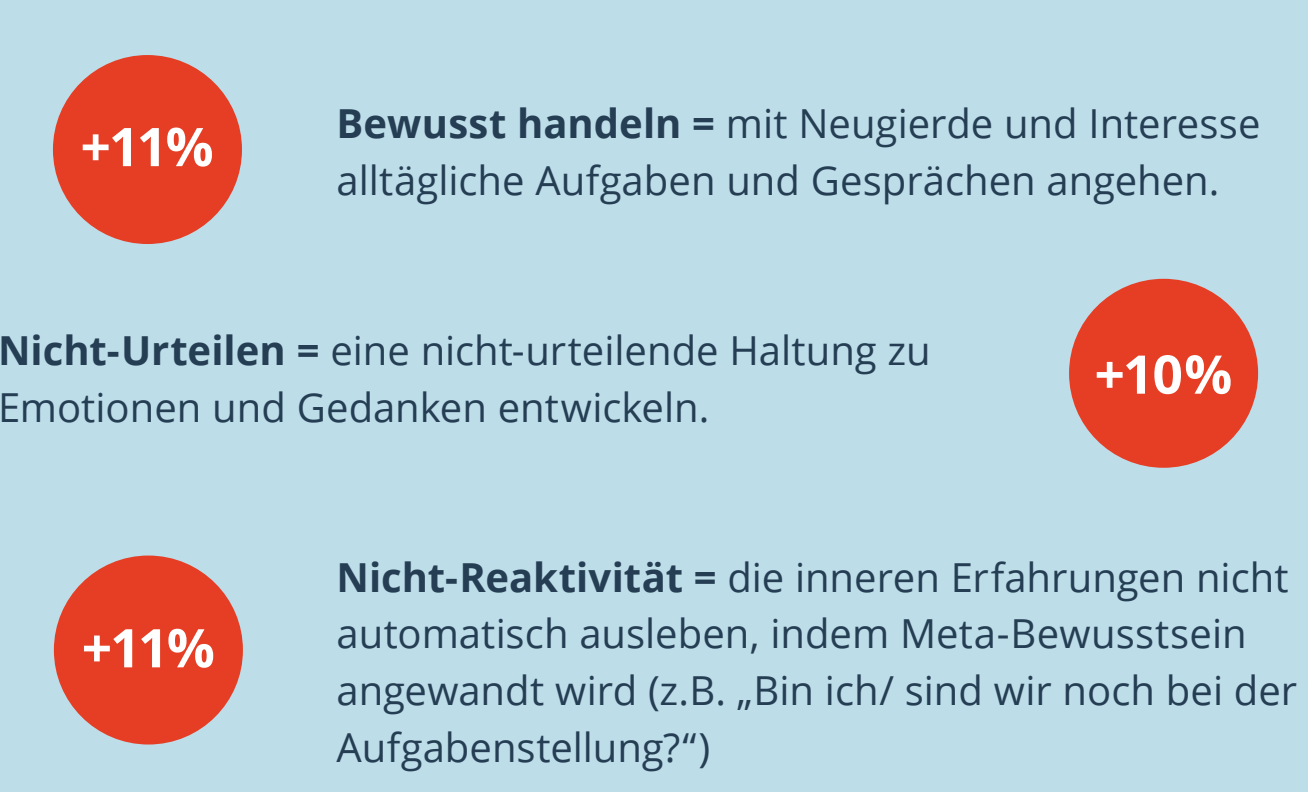 +11%
Bewusst handeln = mit Neugierde und Interesse
alltägliche Aufgaben und Gesprächen angehen.
Nicht-Urteilen = eine nicht-urteilende Haltung zu
Emotionen und Gedanken entwickeln.
+10%
+11%
Nicht-Reaktivität = die inneren Erfahrungen nicht
automatisch ausleben, indem Meta-Bewusstsein
angewandt wird (z.B. „Bin ich/ sind wir noch bei der
Aufgabenstellung?“)